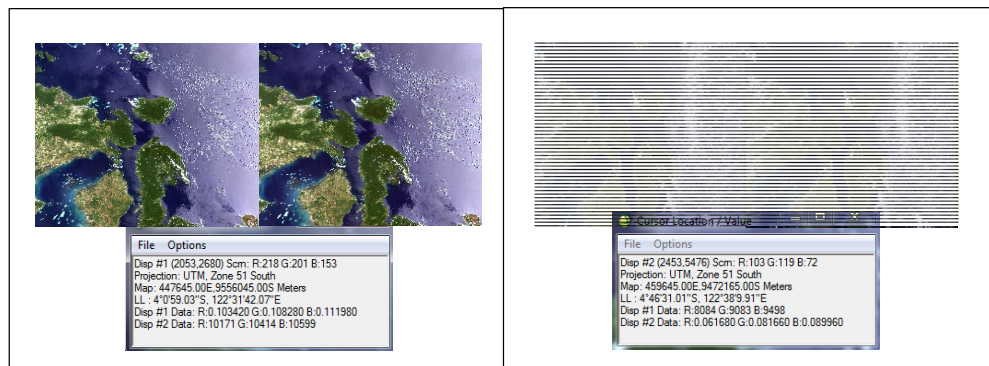 File Options
Disp #1 (2053,2680) Scrn: R:218 G:201 B:153
Projection: UTM, Zone 51 South
Map: 447645.00E,9556045.00S Meters
LL : 4°0'59.03"S, 122°31'42.07"E
Disp #1 Data: R:0.103420 G:0.108280 B:0.111980
Disp #2 Data: R:10171 G:10414 B:10599
Cursor Location / Value
File Options
Disp #2 (2453,5476) Scrn: R:103 G:119 B:72
Projection: UTM, Zone 51 South
Map: 459645.00E,9472165.00S Meters
LL : 4°46'31.01"S, 122°38'9.91"E
Disp #1 Data: R:8084 G:9083 B:9498
Disp #2 Data: R:0.061680 G:0.081660 B:0.089960